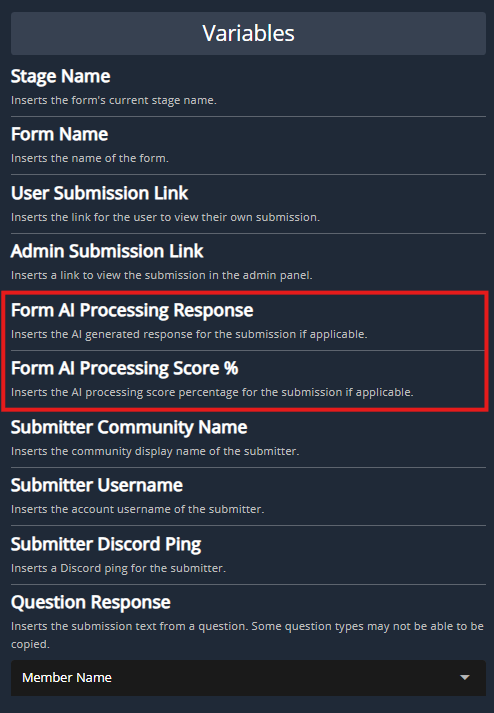 Variables
Stage Name
Inserts the form's current stage name.
Form Name
Inserts the name of the form.
User Submission Link
Inserts the link for the user to view their own submission.
Admin Submission Link
Inserts a link to view the submission in the admin panel.
Form AI Processing Response
Inserts the AI generated response for the submission if applicable.
Form AI Processing Score %
Inserts the AI processing score percentage for the submission if applicable.
Submitter Community Name
Inserts the community display name of the submitter.
Submitter Username
Inserts the account username of the submitter.
Submitter Discord Ping
Inserts a Discord ping for the submitter.
Question Response
Inserts the submission text from a question. Some question types may not be able to be
copied.
Member Name